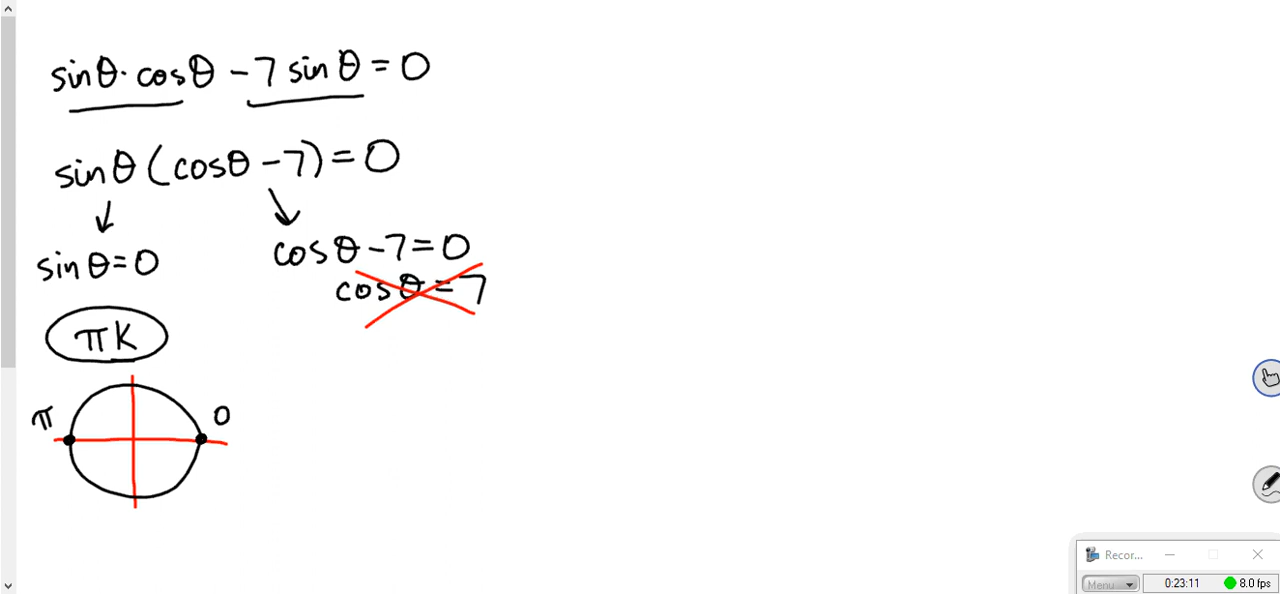 sinθ·cosθ − 7 sinθ = 0
sinθ (cosθ − 7) = 0
sinθ = 0
cosθ − 7 = 0
cosθ = 7
πK
π
0
Recor...
Menu
0:23:11
8.0 fps